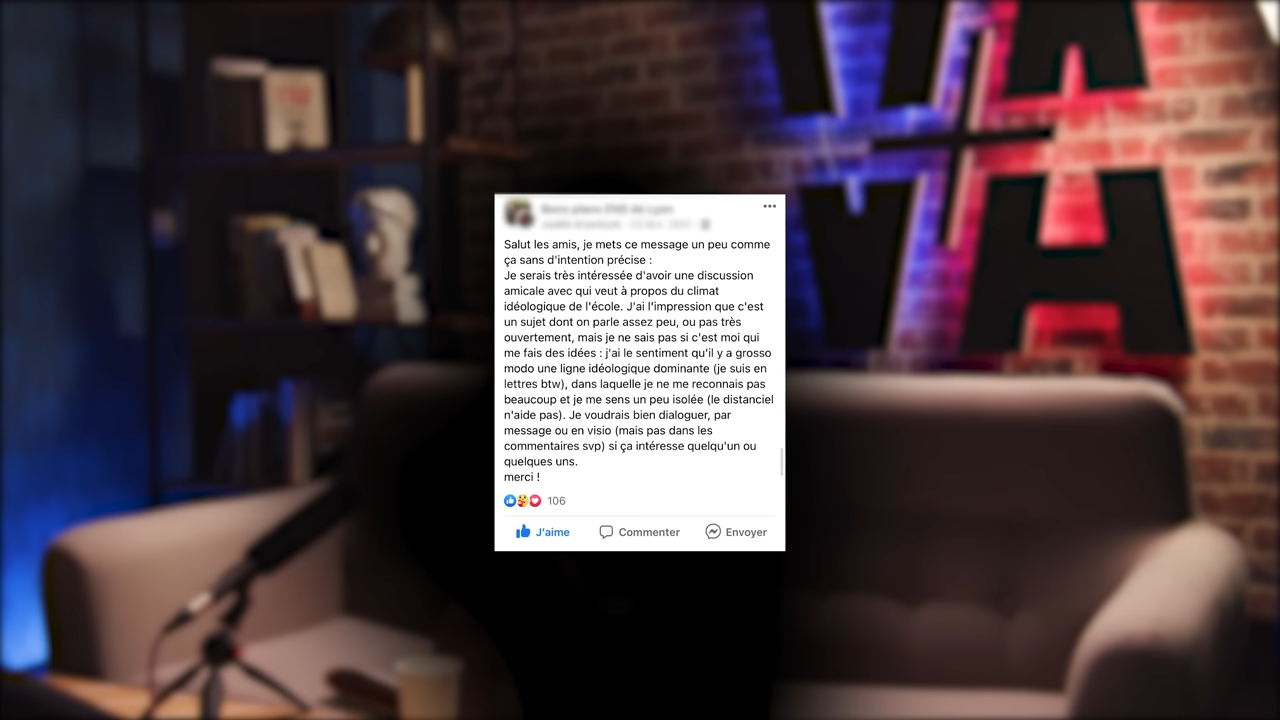 Salut les amis, je mets ce message un peu comme
ça sans d'intention précise :
Je serais très intéressée d'avoir une discussion
amicale avec qui veut à propos du climat
idéologique de l'école. J'ai l'impression que c'est
un sujet dont on parle assez peu, ou pas très
ouvertement, mais je ne sais pas si c'est moi qui
me fais des idées : j'ai le sentiment qu'il y a grosso
modo une ligne idéologique dominante (je suis en
lettres btw), dans laquelle je ne me reconnais pas
beaucoup et je me sens un peu isolée (le distanciel
n'aide pas). Je voudrais bien dialoguer, par
message ou en visio (mais pas dans les
commentaires svp) si ça intéresse quelqu'un ou
quelques uns.
merci !
106
J'aime Commenter Envoyer